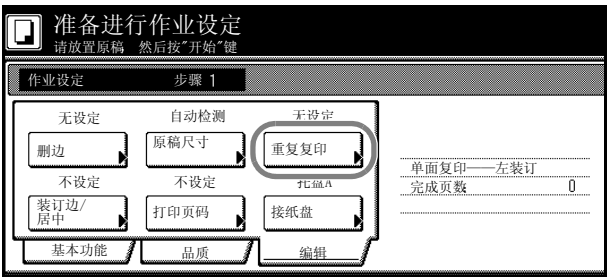 准备进行作业设定
请放置原稿 然后按"开始"键
作业设定 步骤 1
无设定 自动检测 无设定
删边 原稿尺寸 重复复印
不设定 不设定 托盘A
装订边/
居中
打印页码 接纸盘
单面复印——左装订
完成页数 0
基本功能 品质 编辑